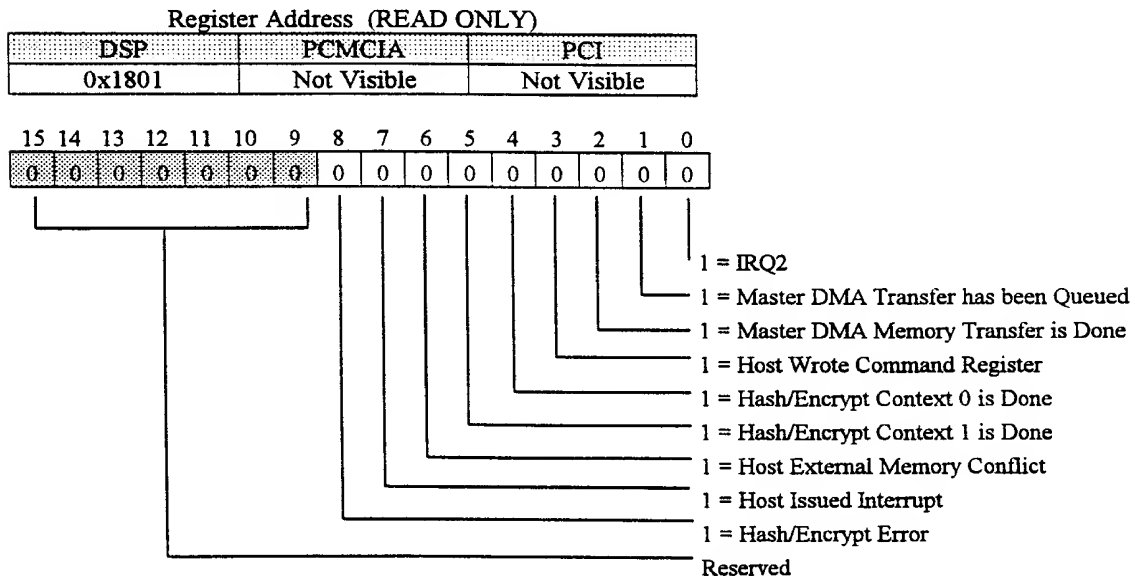 Register Address (READ ONLY)
DSP PCMCIA PCI
0x1801 Not Visible Not Visible
15 14 13 12 11 10 9 8 7 6 5 4 3 2 1 0
0 0 0 0 0 0 0 0 0 0 0 0 0 0 0 0
1 = IRQ2
1 = Master DMA Transfer has been Queued
1 = Master DMA Memory Transfer is Done
1 = Host Wrote Command Register
1 = Hash/Encrypt Context 0 is Done
1 = Hash/Encrypt Context 1 is Done
1 = Host External Memory Conflict
1 = Host Issued Interrupt
1 = Hash/Encrypt Error
Reserved